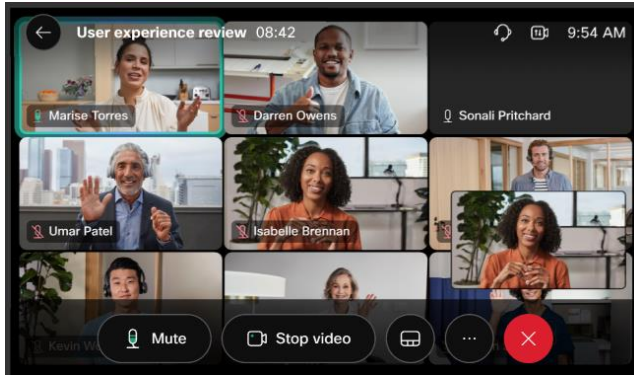 User experience review 08:42
9:54 AM
Marise Torres
Darren Owens
Sonali Pritchard
Umar Patel
Isabelle Brennan
Kevin
Mute
Stop video